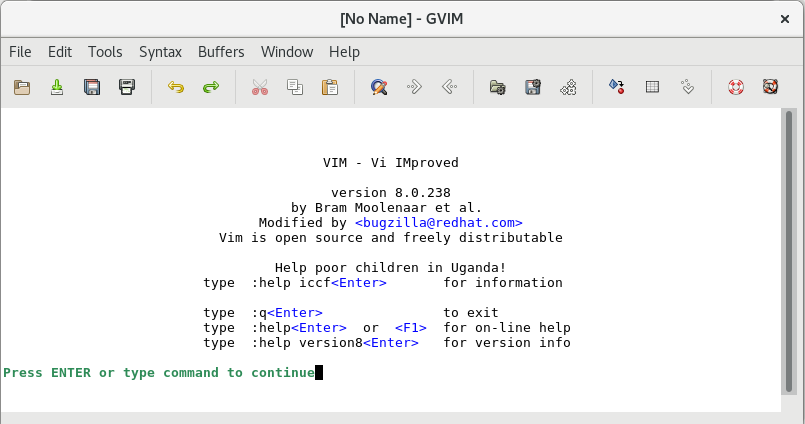 [No Name] - GVIM
File Edit Tools Syntax Buffers Window Help
VIM - Vi IMproved
version 8.0.238
by Bram Moolenaar et al.
Modified by <bugzilla@redhat.com>
Vim is open source and freely distributable
Help poor children in Uganda!
type :help iccf<Enter> for information
type :q<Enter> to exit
type :help<Enter> or <F1> for on-line help
type :help version8<Enter> for version info
Press ENTER or type command to continue